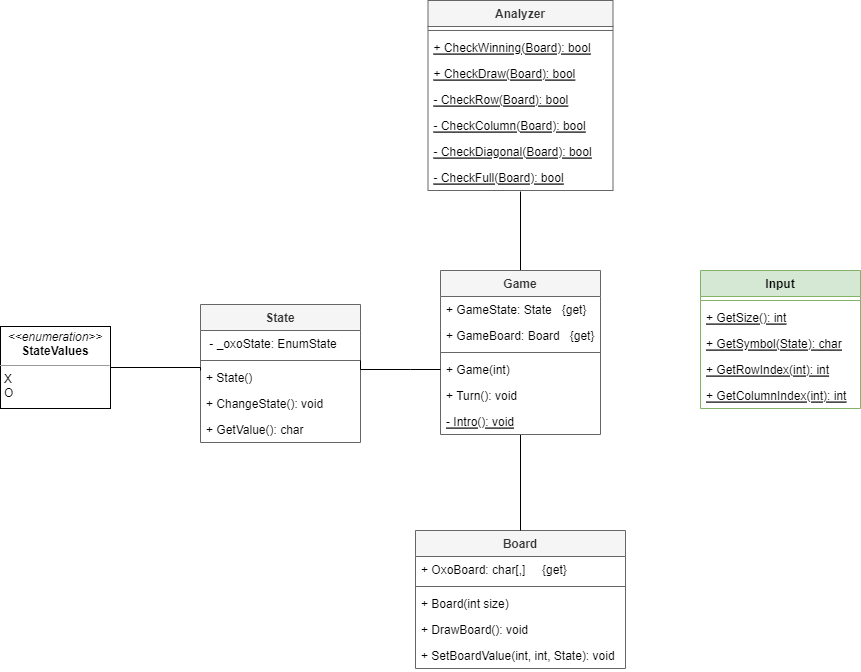 Analyzer
+ CheckWinning(Board): bool
+ CheckDraw(Board): bool
- CheckRow(Board): bool
- CheckColumn(Board): bool
- CheckDiagonal(Board): bool
- CheckFull(Board): bool
<<enumeration>>
StateValues
X
O
State
- _oxoState: EnumState
+ State()
+ ChangeState(): void
+ GetValue(): char
Game
+ GameState: State {get}
+ GameBoard: Board {get}
+ Game(int)
+ Turn(): void
- Intro(): void
Input
+ GetSize(): int
+ GetSymbol(State): char
+ GetRowIndex(int): int
+ GetColumnIndex(int): int
Board
+ OxoBoard: char[,] {get}
+ Board(int size)
+ DrawBoard(): void
+ SetBoardValue(int, int, State): void